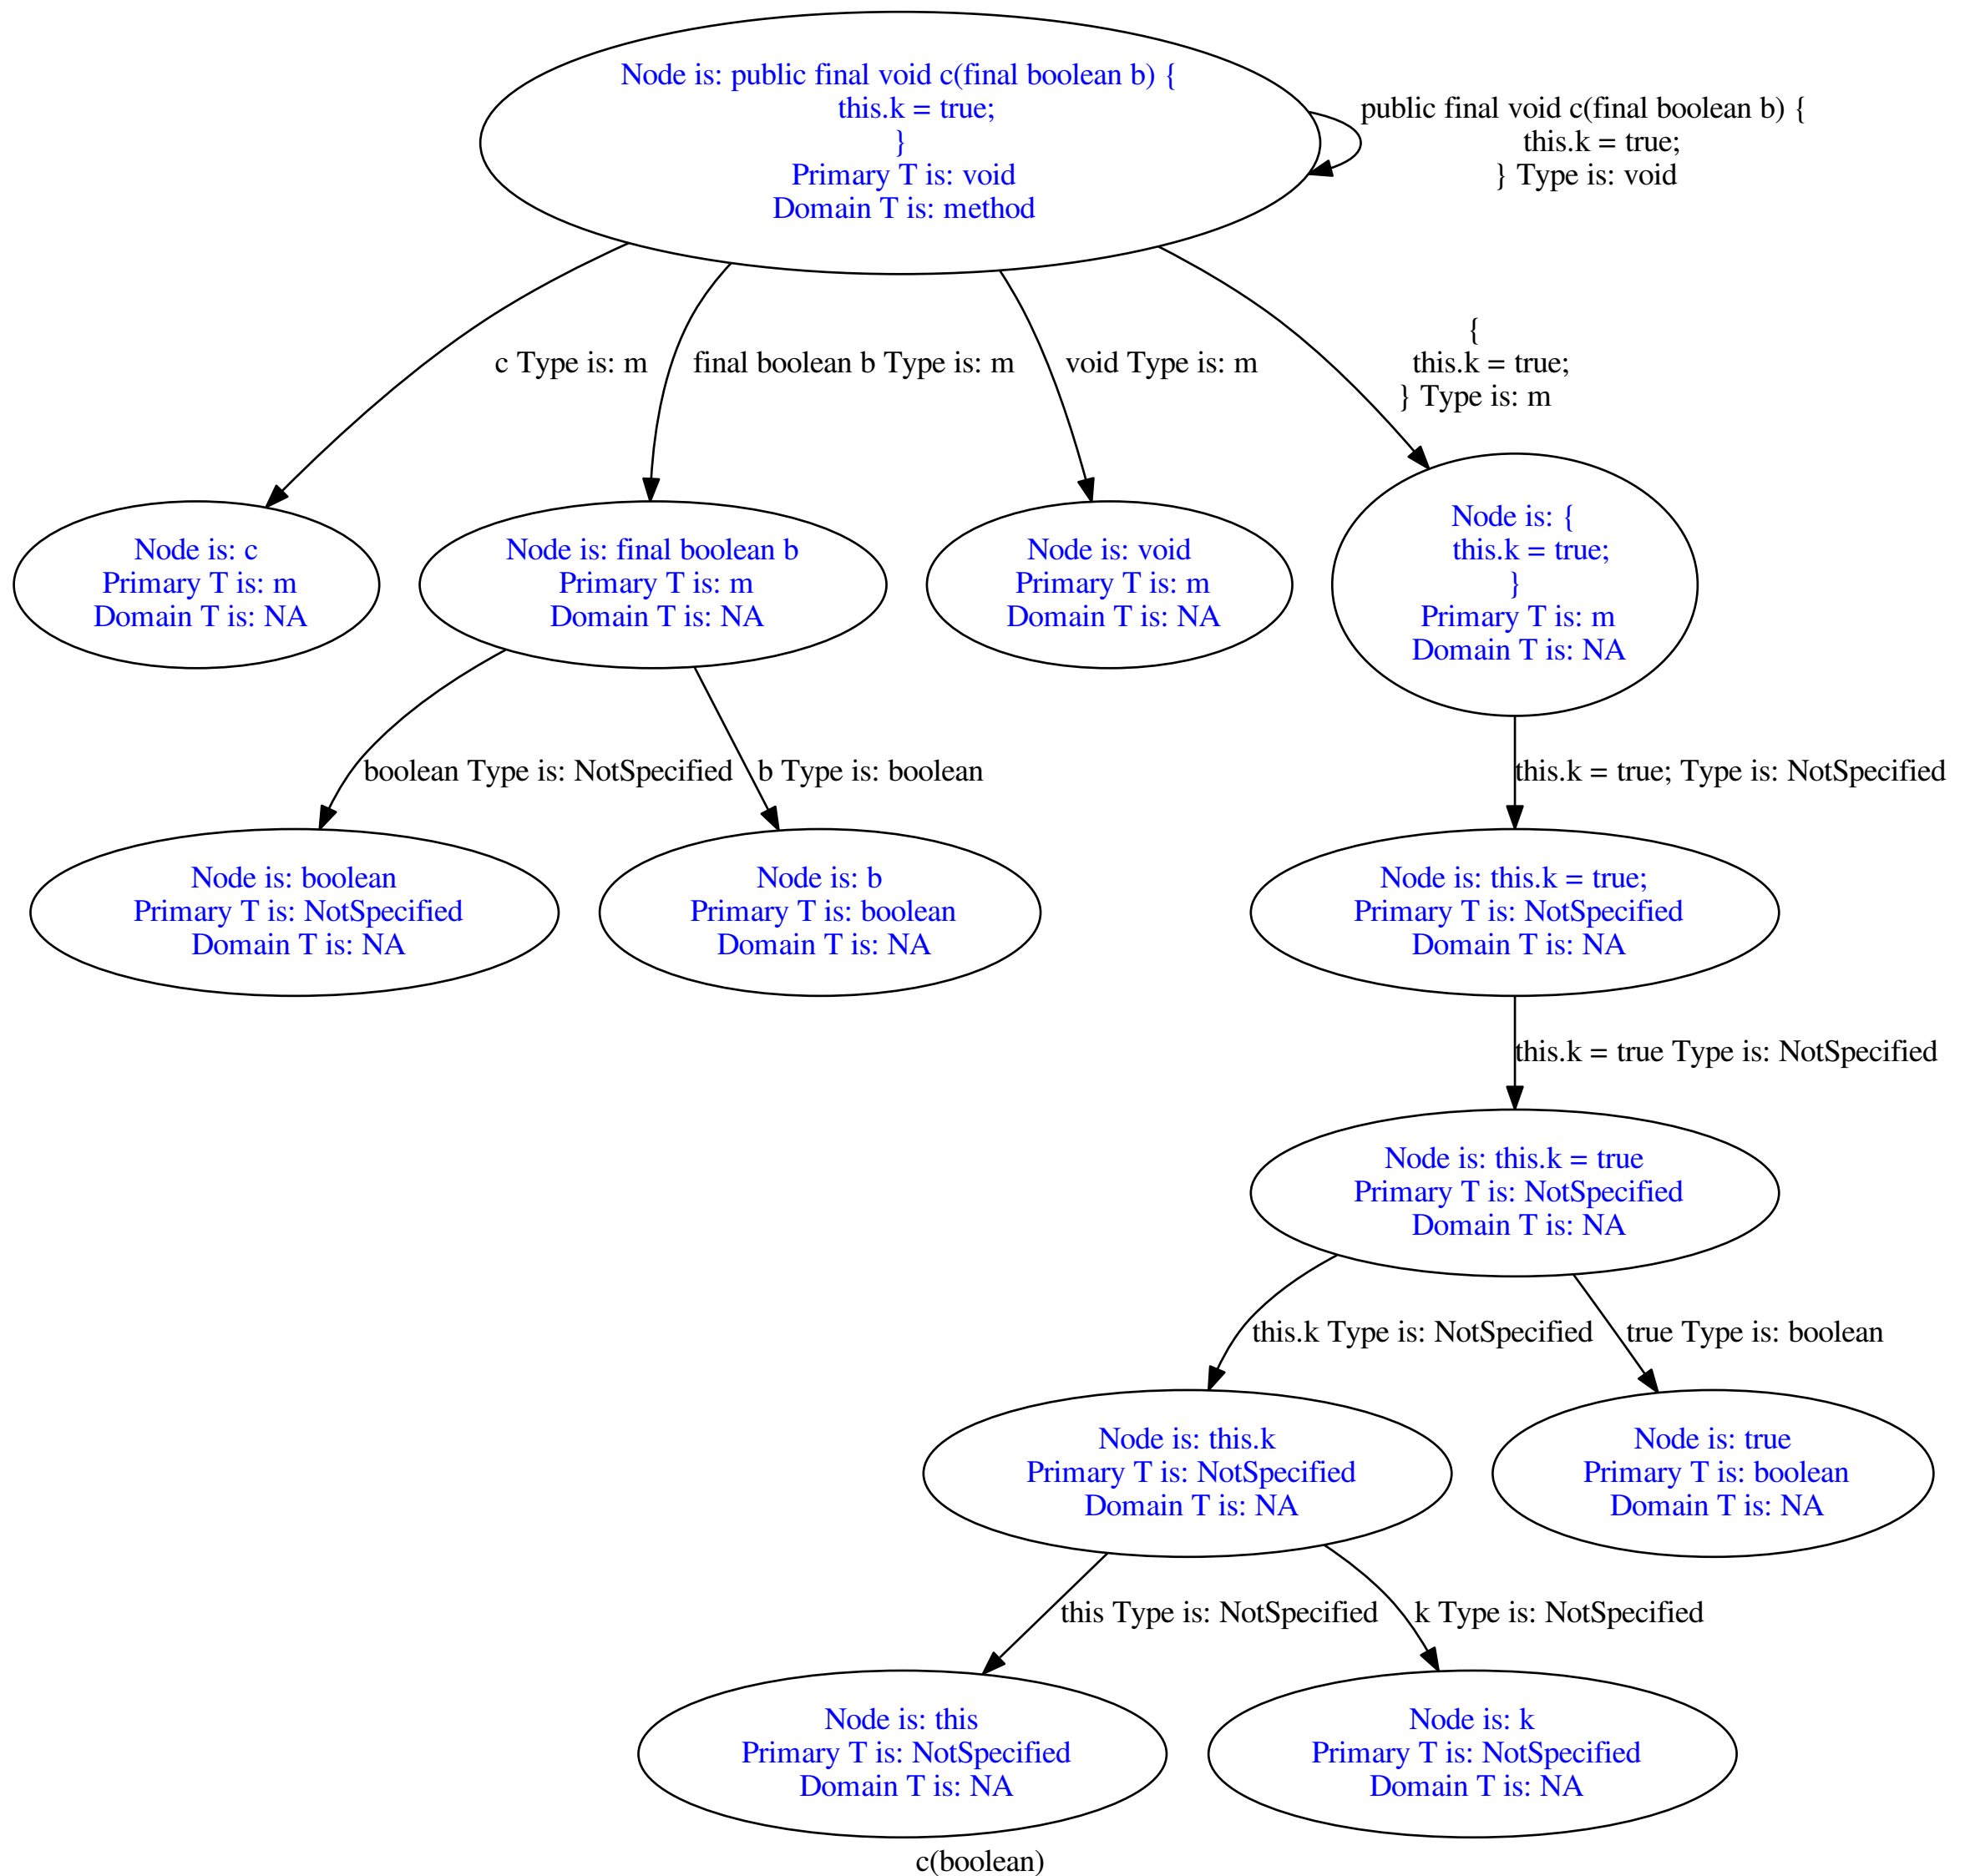 Node is: public final void c(final boolean b) {
this.k = true;
}
Primary T is: void
Domain T is: method
public final void c(final boolean b) {
this.k = true;
} Type is: void
c Type is: m
final boolean b Type is: m
void Type is: m
{
this.k = true;
} Type is: m
Node is: c
Primary T is: m
Domain T is: NA
Node is: final boolean b
Primary T is: m
Domain T is: NA
Node is: void
Primary T is: m
Domain T is: NA
Node is: {
this.k = true;
}
Primary T is: m
Domain T is: NA
boolean Type is: NotSpecified
b Type is: boolean
this.k = true; Type is: NotSpecified
Node is: boolean
Primary T is: NotSpecified
Domain T is: NA
Node is: b
Primary T is: boolean
Domain T is: NA
Node is: this.k = true;
Primary T is: NotSpecified
Domain T is: NA
this.k = true Type is: NotSpecified
Node is: this.k = true
Primary T is: NotSpecified
Domain T is: NA
this.k Type is: NotSpecified
true Type is: boolean
Node is: this.k
Primary T is: NotSpecified
Domain T is: NA
Node is: true
Primary T is: boolean
Domain T is: NA
this Type is: NotSpecified
k Type is: NotSpecified
Node is: this
Primary T is: NotSpecified
Domain T is: NA
Node is: k
Primary T is: NotSpecified
Domain T is: NA
c(boolean)